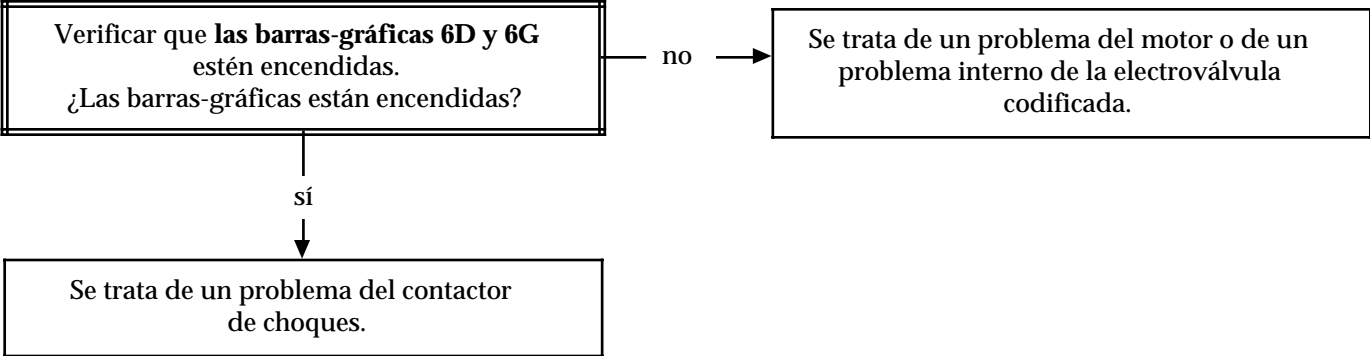 Verificar que las barras-gráficas 6D y 6G
estén encendidas.
¿Las barras-gráficas están encendidas?
no
Se trata de un problema del motor o de un
problema interno de la electroválvula
codificada.
sí
Se trata de un problema del contactor
de choques.